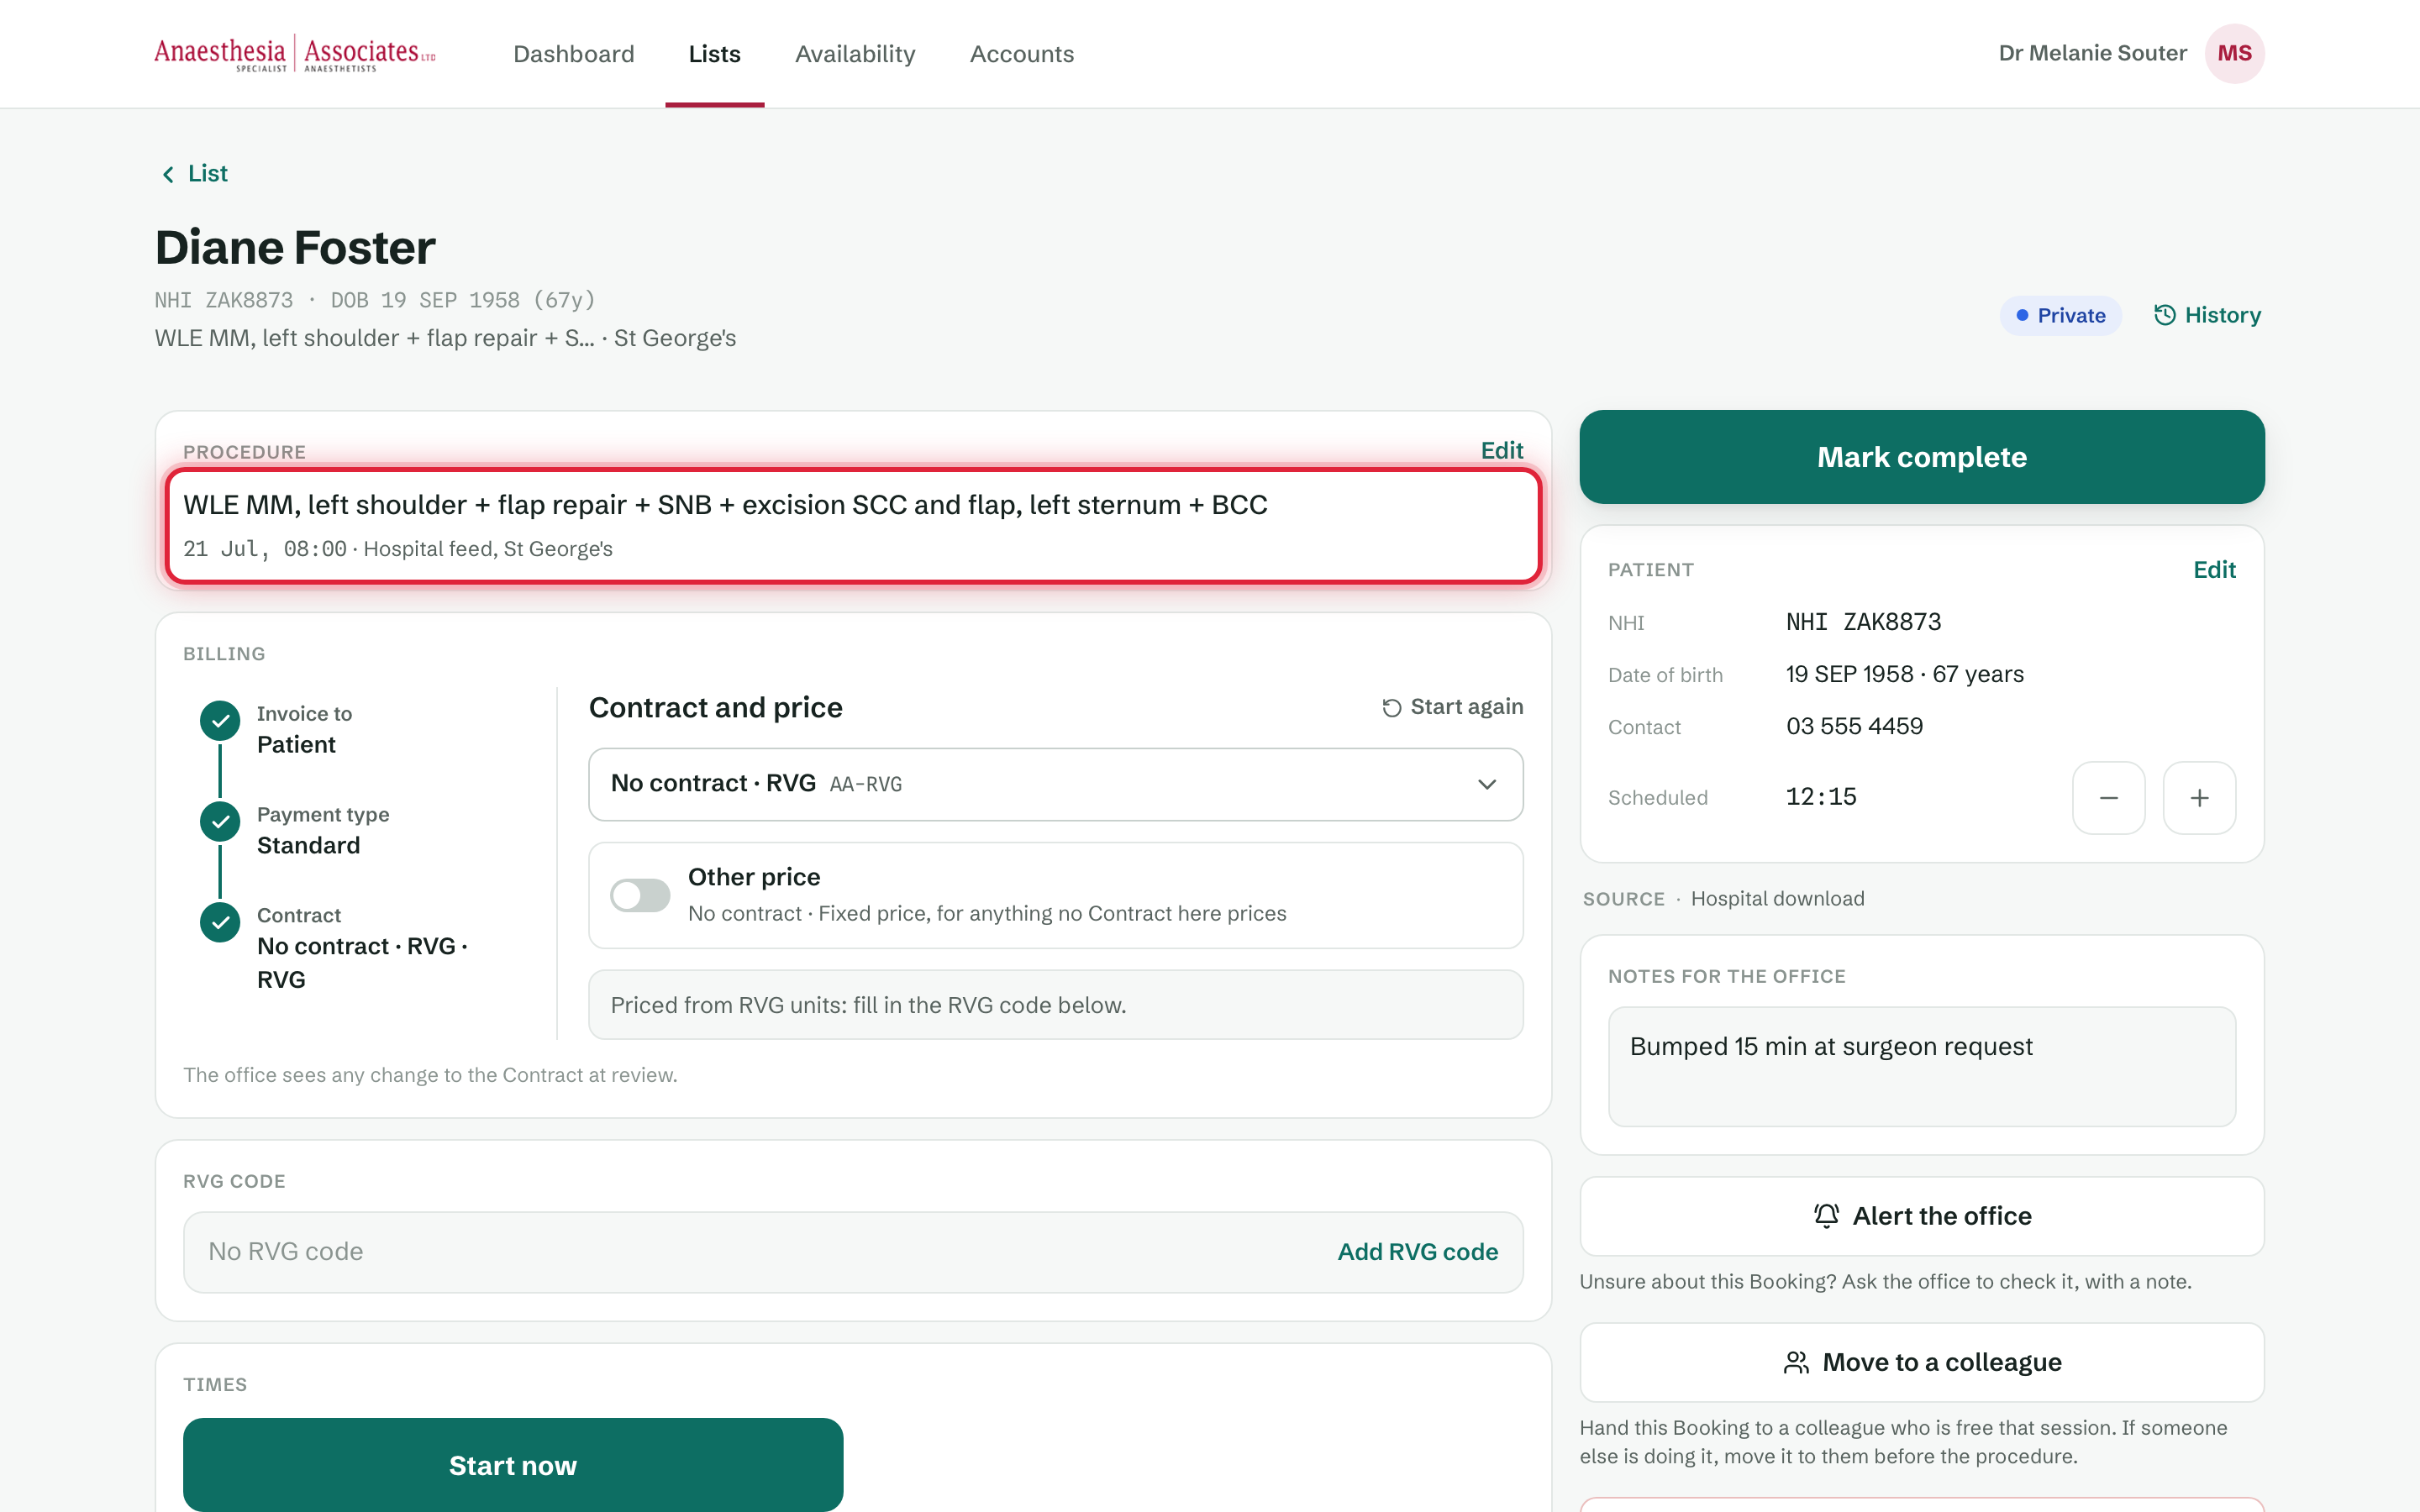 Anaesthesia Associates LTD
SPECIALIST ANAESTHETISTS
Dashboard
Lists
Availability
Accounts
Dr Melanie Souter
MS
List
Diane Foster
NHI ZAK8873 · DOB 19 SEP 1958 (67y)
WLE MM, left shoulder + flap repair + S... · St George's
Private
History
PROCEDURE
Edit
WLE MM, left shoulder + flap repair + SNB + excision SCC and flap, left sternum + BCC
21 Jul, 08:00 · Hospital feed, St George's
BILLING
Invoice to
Patient
Payment type
Standard
Contract
No contract · RVG ·
RVG
Contract and price
Start again
No contract · RVG AA-RVG
Other price
No contract · Fixed price, for anything no Contract here prices
Priced from RVG units: fill in the RVG code below.
The office sees any change to the Contract at review.
RVG CODE
No RVG code
Add RVG code
TIMES
Start now
Mark complete
PATIENT
Edit
NHI
NHI ZAK8873
Date of birth
19 SEP 1958 · 67 years
Contact
03 555 4459
Scheduled
12:15
SOURCE · Hospital download
NOTES FOR THE OFFICE
Bumped 15 min at surgeon request
Alert the office
Unsure about this Booking? Ask the office to check it, with a note.
Move to a colleague
Hand this Booking to a colleague who is free that session. If someone
else is doing it, move it to them before the procedure.